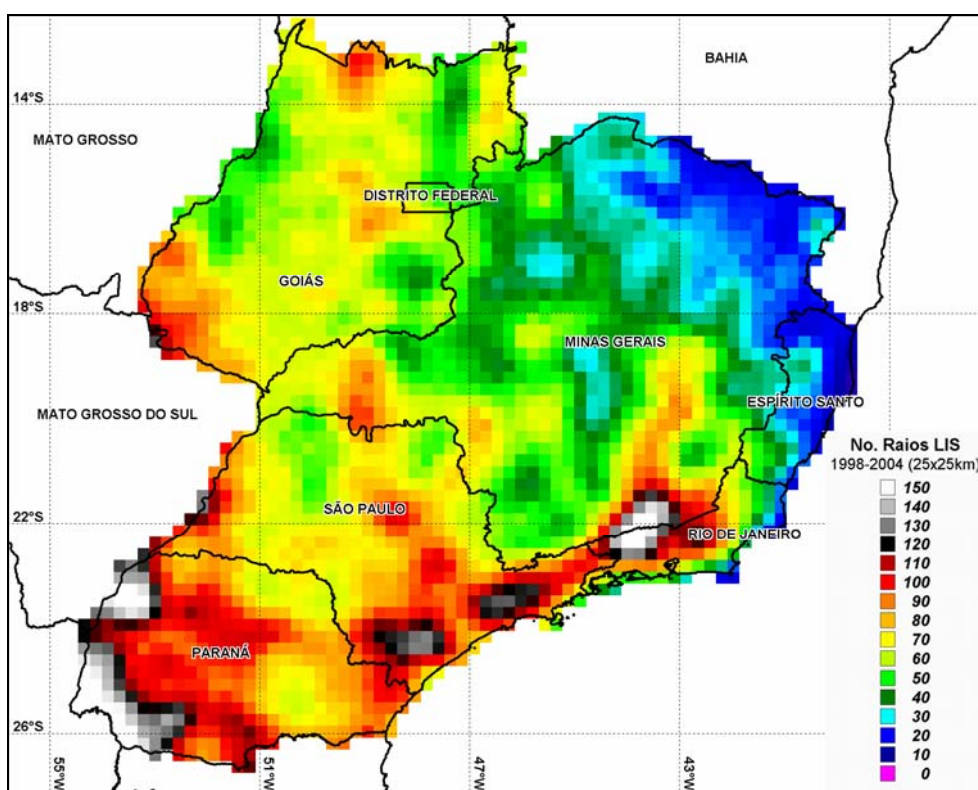 BAHIA
14°S
MATO GROSSO
DISTRITO FEDERAL
GOIÁS
18°S
MINAS GERAIS
MATO GROSSO DO SUL
ESPÍRITO SANTO
No. Raios LIS
1998-2004 (25x25km)
150
140
130
120
110
100
90
80
70
60
50
40
30
20
10
0
SÃO PAULO
22°S
RIO DE JANEIRO
PARANÁ
26°S
55°W
51°W
47°W
43°W